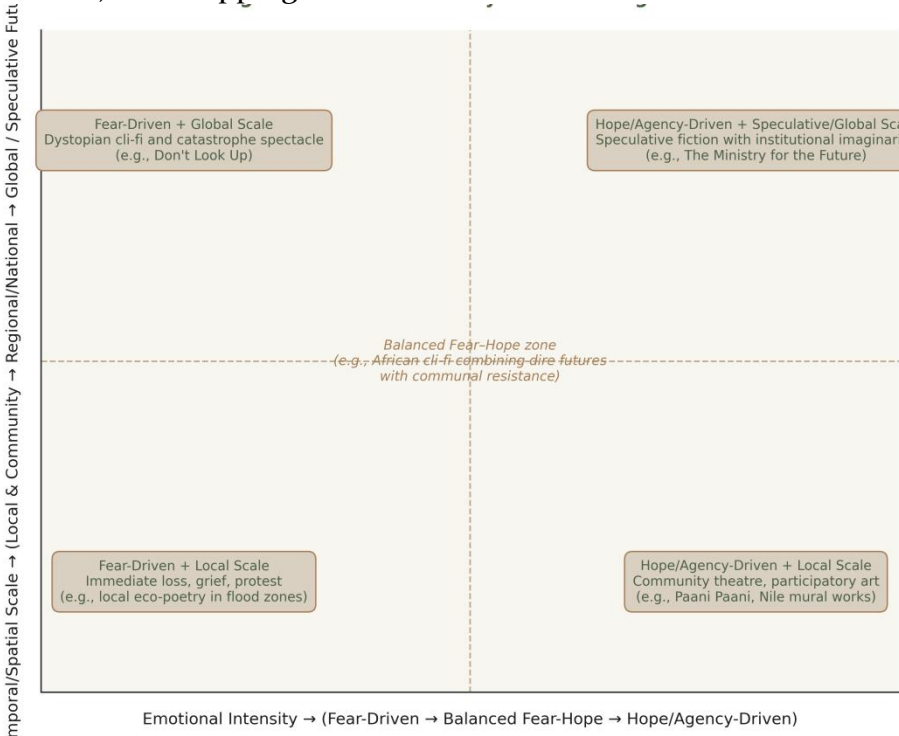 Fear-Driven + Global Scale
Dystopian cli-fi and catastrophe spectacle
(e.g., Don't Look Up)
Hope/Agency-Driven + Speculative/Global
Speculative fiction with institutional
(e.g., The Ministry for the Future)
Balanced Fear–Hope zone
(e.g., African cli-fi combining dire futures
with communal resistance)
Fear-Driven + Local Scale
Immediate loss, grief, protest
(e.g., local eco-poetry in flood zones)
Hope/Agency-Driven + Local Scale
Community theatre, participatory art
(e.g., Paani Paani, Nile mural works)
/Spatial Scale → (Local & Community → Regional/National → Global / Speculative
Emotional Intensity → (Fear-Driven → Balanced Fear-Hope → Hope/Agency-Driven)